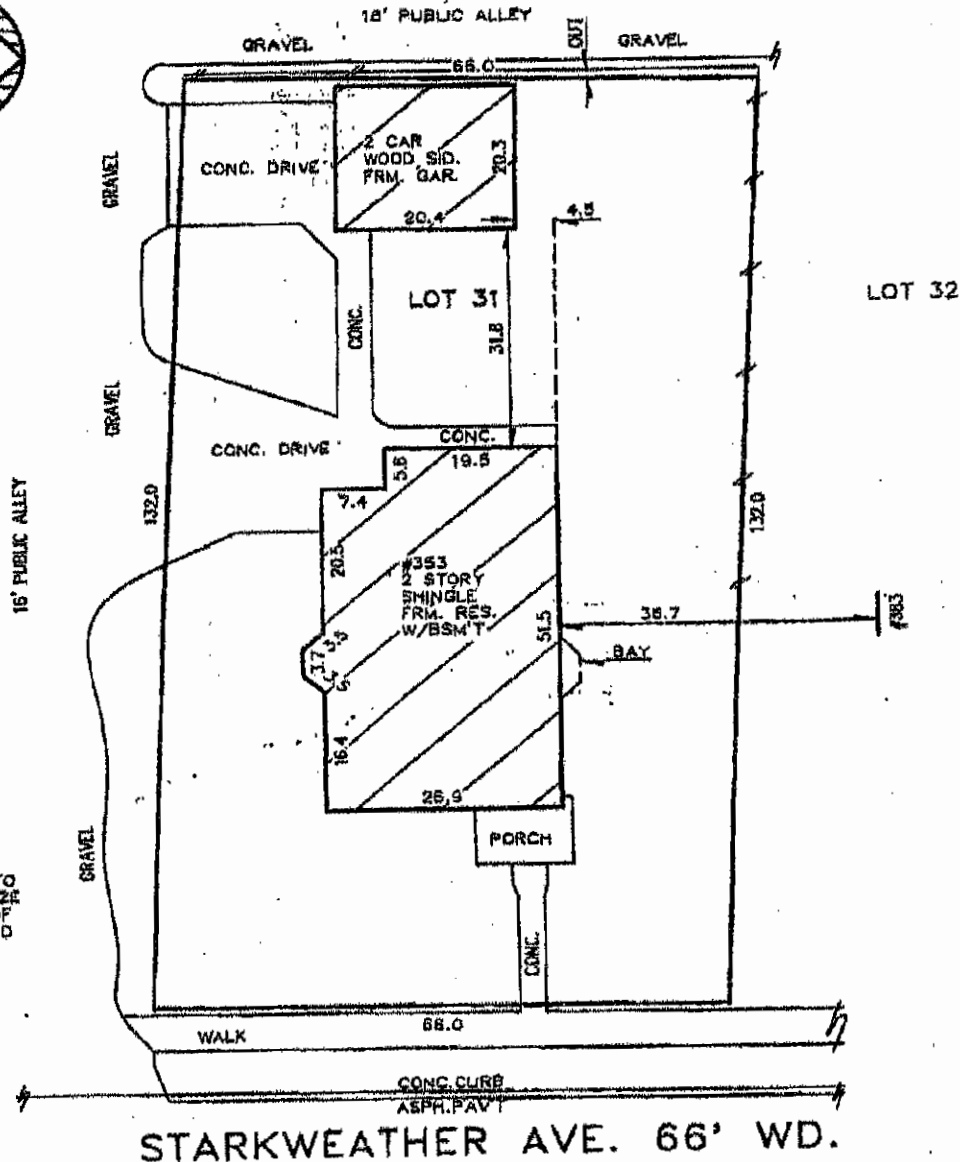 16' PUBLIC ALLEY
GRAVEL
OUT
GRAVEL
66.0
GRAVEL
CONC. DRIVE
2 CAR
WOOD SID.
FRM. GAR.
20.3
20.4
4.5
LOT 31
LOT 32
CONC.
31.8
GRAVEL
CONC. DRIVE
CONC.
19.5
5.6
7.4
132.0
132.0
16' PUBLIC ALLEY
20.5
#353
2 STORY
SHINGLE
FRM. RES.
W/BSM'T
51.5
36.7
#383
3.5
3.7
BAY
16.4
26.9
PORCH
GRAVEL
CONC.
66.0
WALK
CONC. CURB
ASPH. PAV'T
STARKWEATHER AVE. 66' WD.